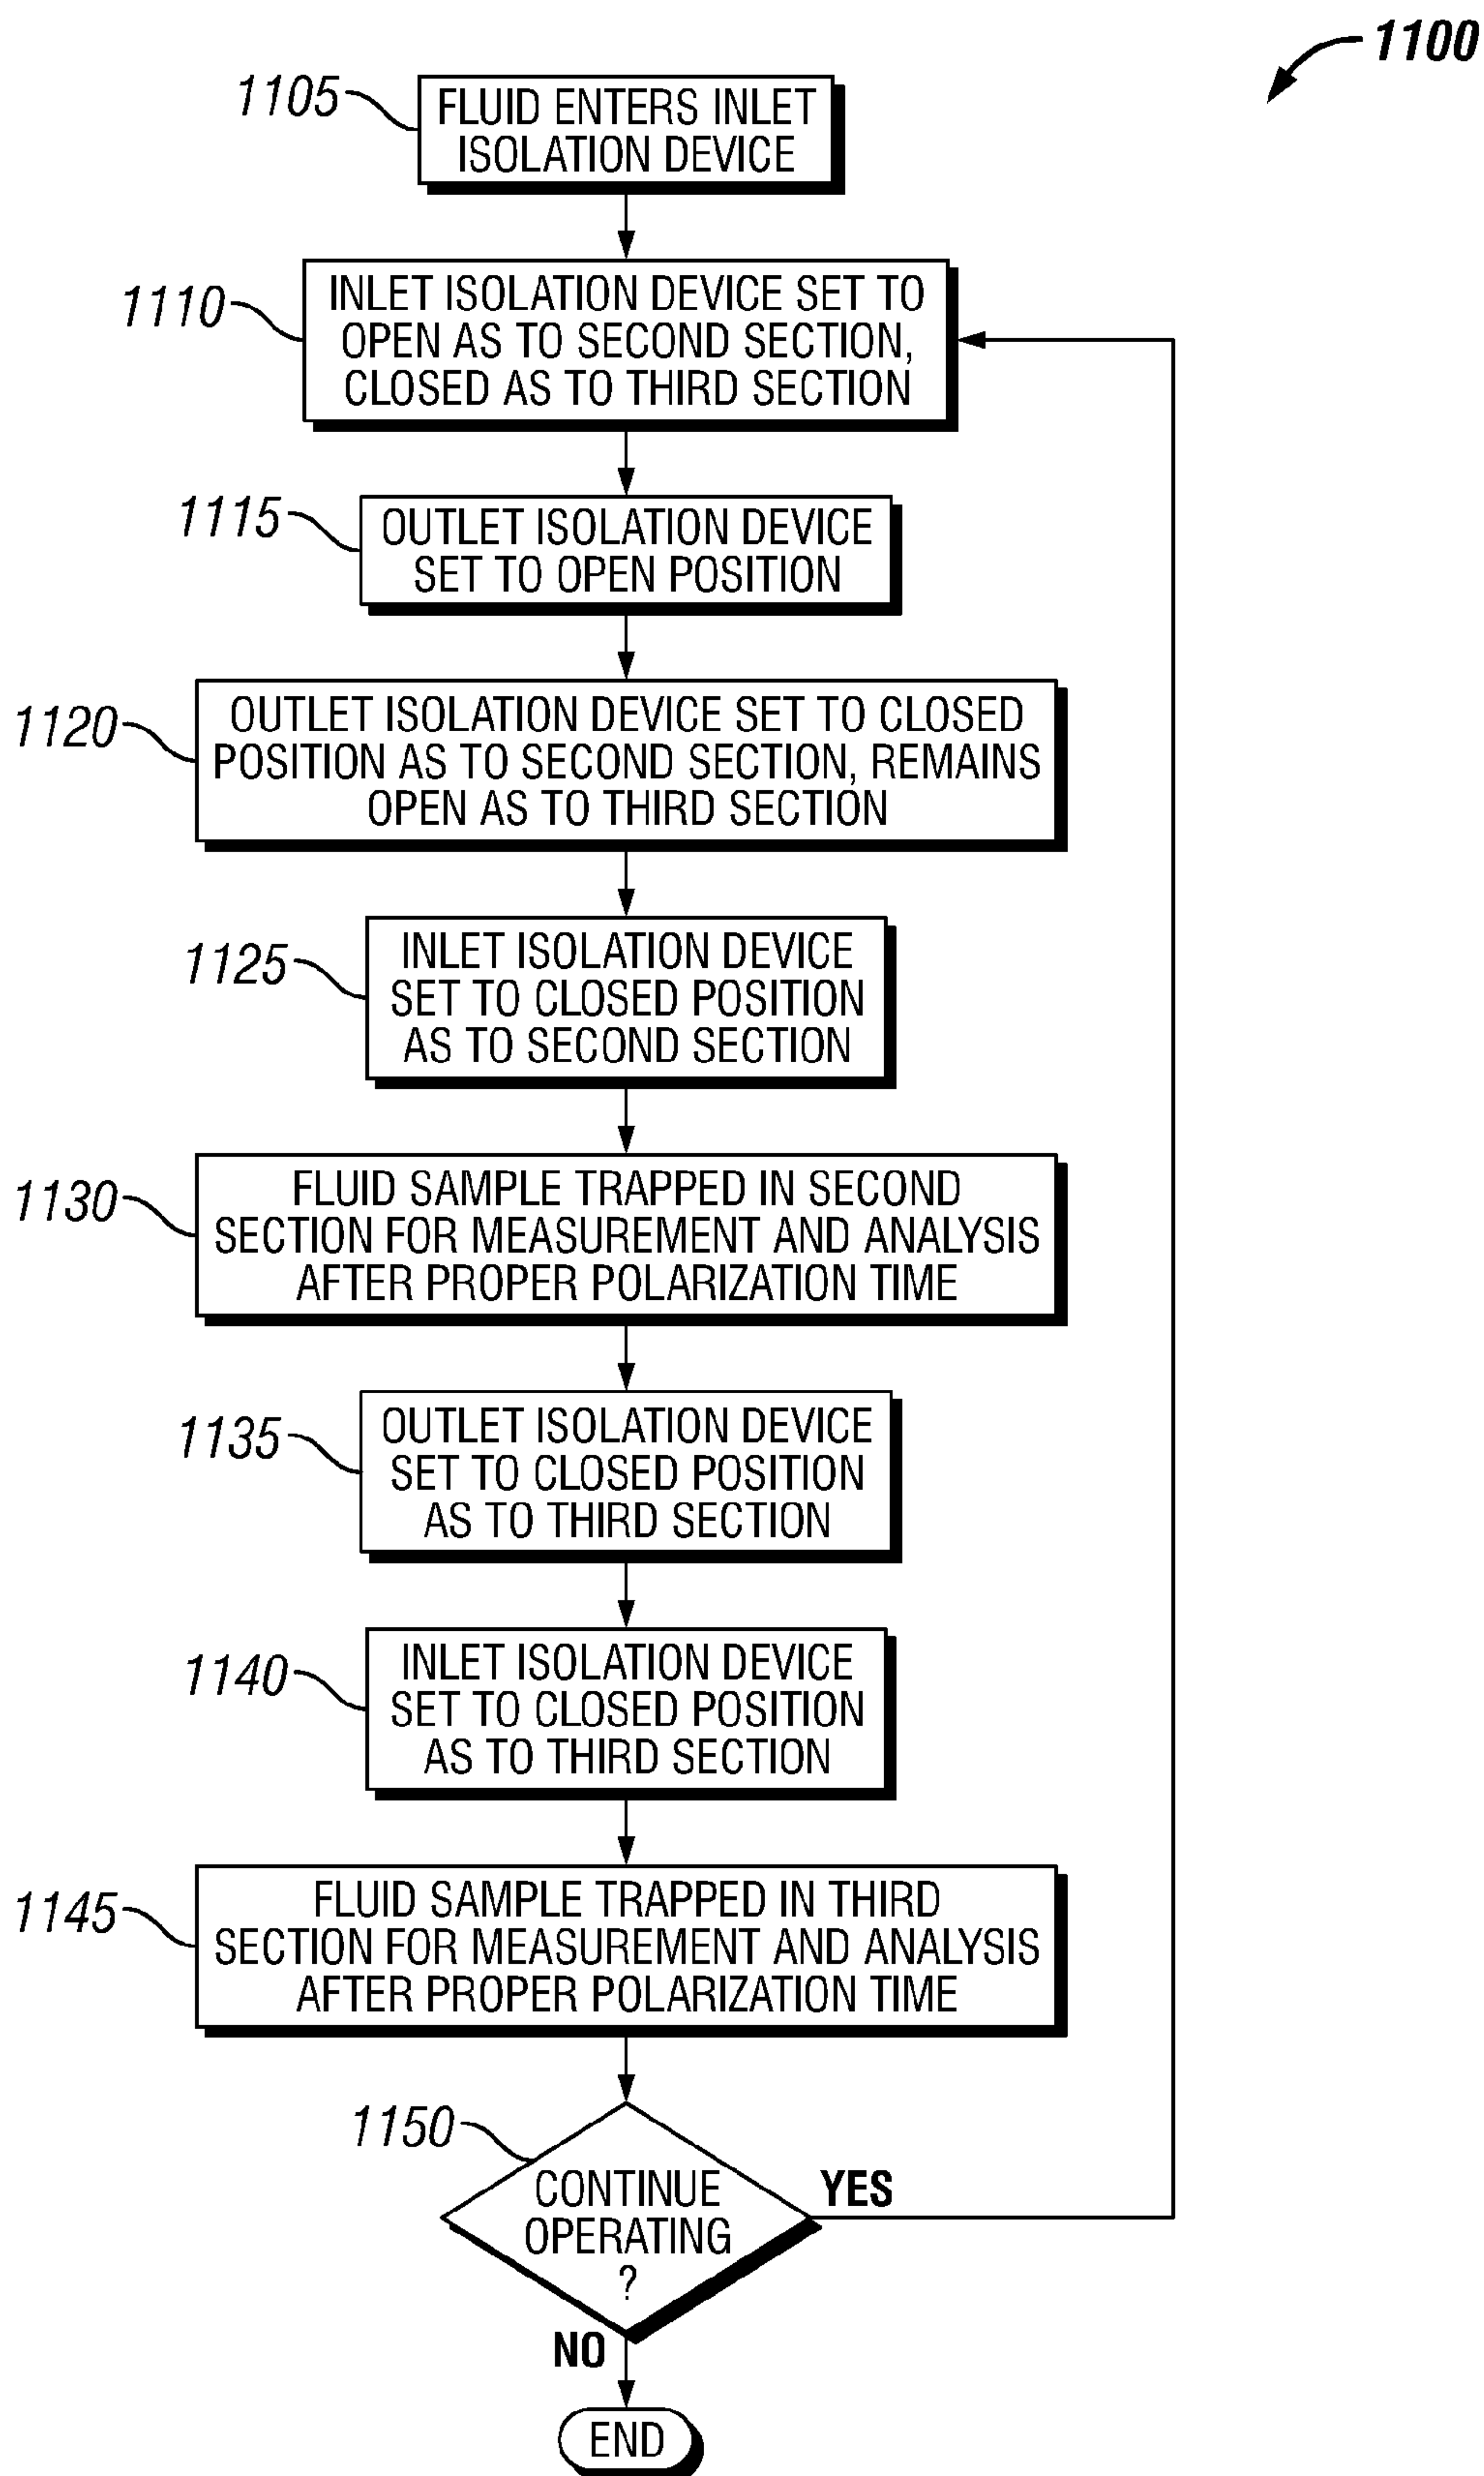 1100
1105
FLUID ENTERS INLET
ISOLATION DEVICE
1110
INLET ISOLATION DEVICE SET TO
OPEN AS TO SECOND SECTION,
CLOSED AS TO THIRD SECTION
1115
OUTLET ISOLATION DEVICE
SET TO OPEN POSITION
1120
OUTLET ISOLATION DEVICE SET TO CLOSED
POSITION AS TO SECOND SECTION, REMAINS
OPEN AS TO THIRD SECTION
1125
INLET ISOLATION DEVICE
SET TO CLOSED POSITION
AS TO SECOND SECTION
1130
FLUID SAMPLE TRAPPED IN SECOND
SECTION FOR MEASUREMENT AND ANALYSIS
AFTER PROPER POLARIZATION TIME
1135
OUTLET ISOLATION DEVICE
SET TO CLOSED POSITION
AS TO THIRD SECTION
1140
INLET ISOLATION DEVICE
SET TO CLOSED POSITION
AS TO THIRD SECTION
1145
FLUID SAMPLE TRAPPED IN THIRD
SECTION FOR MEASUREMENT AND ANALYSIS
AFTER PROPER POLARIZATION TIME
1150
CONTINUE
OPERATING
?
YES
NO
END